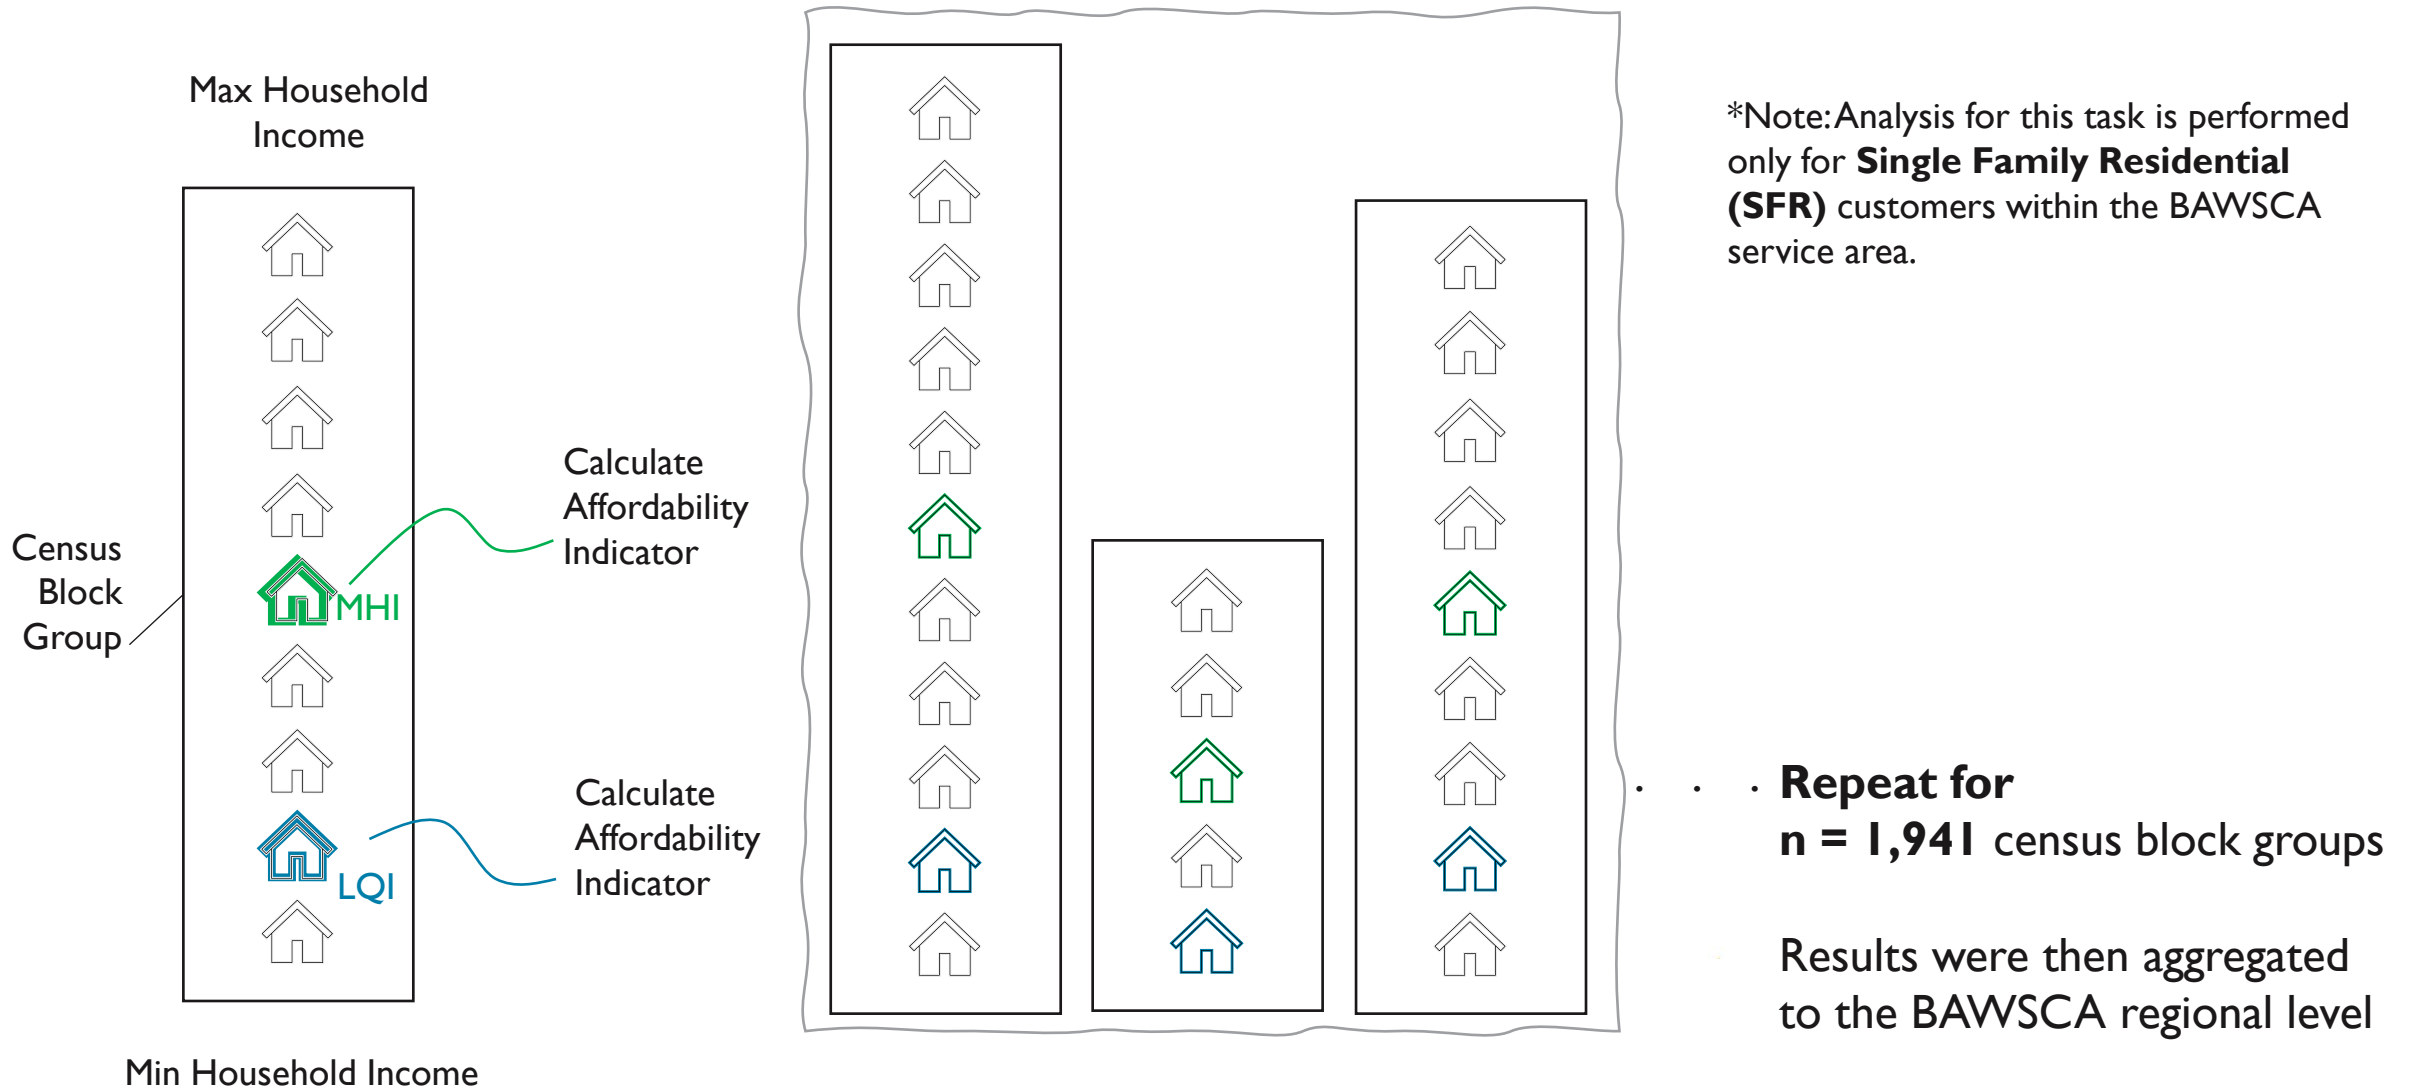 Max Household
Income
Census
Block
Group
MHI
Calculate
Affordability
Indicator
LQI
Calculate
Affordability
Indicator
Min Household Income
*Note: Analysis for this task is performed
only for Single Family Residential
(SFR) customers within the BAWSCA
service area.
. . . Repeat for
n = 1,941 census block groups
Results were then aggregated
to the BAWSCA regional level